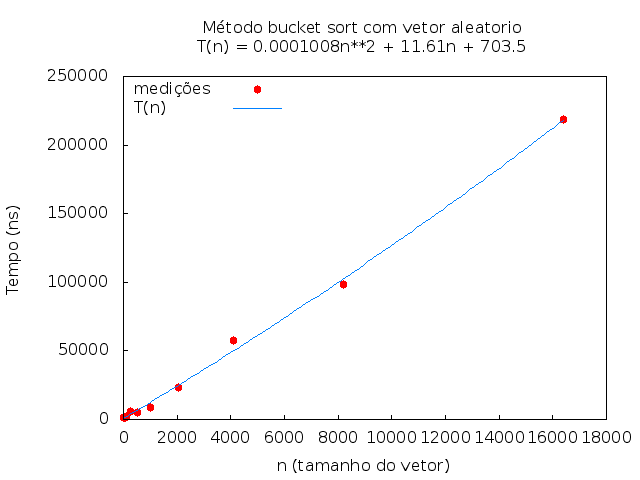 Método bucket sort com vetor aleatorio
T(n) = 0.0001008n**2 + 11.61n + 703.5
250000
200000
150000
100000
50000
0
medições
T(n)
Tempo (ns)
0 2000 4000 6000 8000 10000 12000 14000 16000 18000
n (tamanho do vetor)